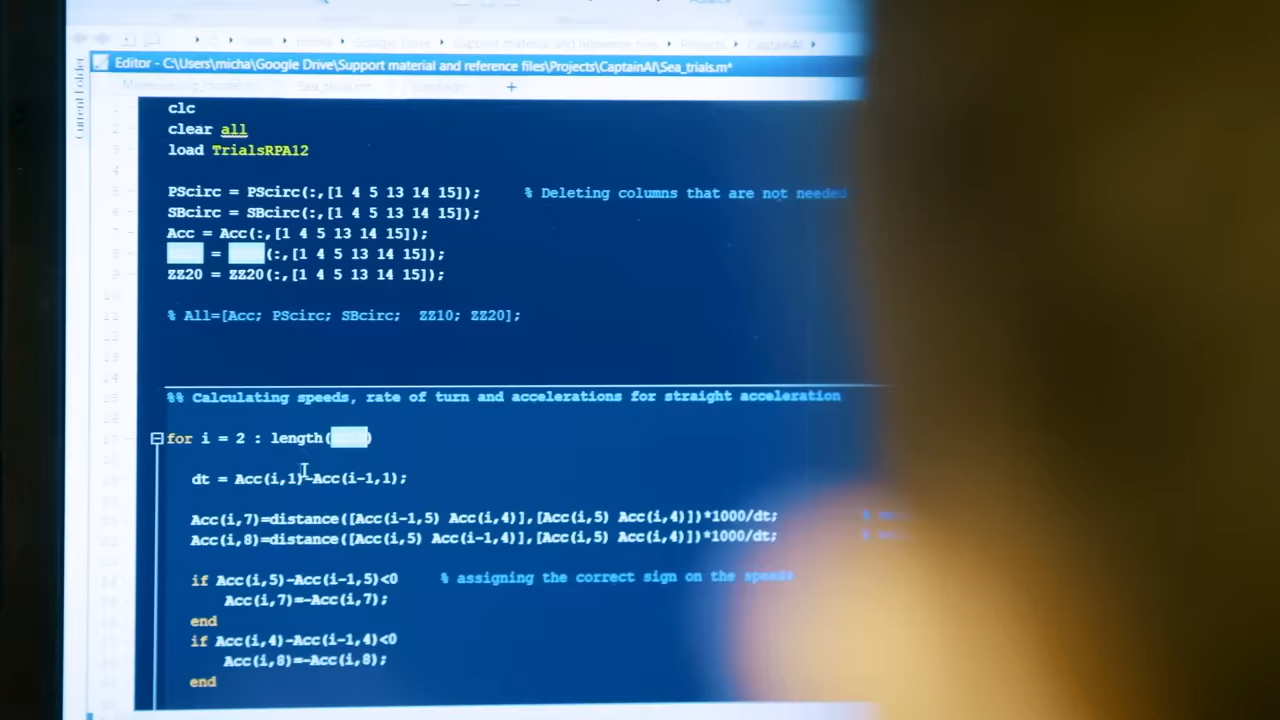 Editor - C:\Users\micha\Google Drive\Support material and reference files\Projects\CaptainAI\Sea_trials.m*
Current Folder
clc
clear all
load TrialsRPA12
PScirc = PScirc(:,[1 4 5 13 14 15]); % Deleting columns that are not needed
SBcirc = SBcirc(:,[1 4 5 13 14 15]);
Acc = Acc(:,[1 4 5 13 14 15]);
= (:,[1 4 5 13 14 15]);
ZZ20 = ZZ20(:,[1 4 5 13 14 15]);
% All=[Acc; PScirc; SBcirc; ZZ10; ZZ20];
%% Calculating speeds, rate of turn and accelerations for straight acceleration
for i = 2 : length( )
dt = Acc(i,1)-Acc(i-1,1);
Acc(i,7)=distance([Acc(i-1,5) Acc(i,4)],[Acc(i,5) Acc(i,4)])*1000/dt;
Acc(i,8)=distance([Acc(i,5) Acc(i-1,4)],[Acc(i,5) Acc(i,4)])*1000/dt;
if Acc(i,5)-Acc(i-1,5)<0 % assigning the correct sign on the speeds
Acc(i,7)=-Acc(i,7);
end
if Acc(i,4)-Acc(i-1,4)<0
Acc(i,8)=-Acc(i,8);
end